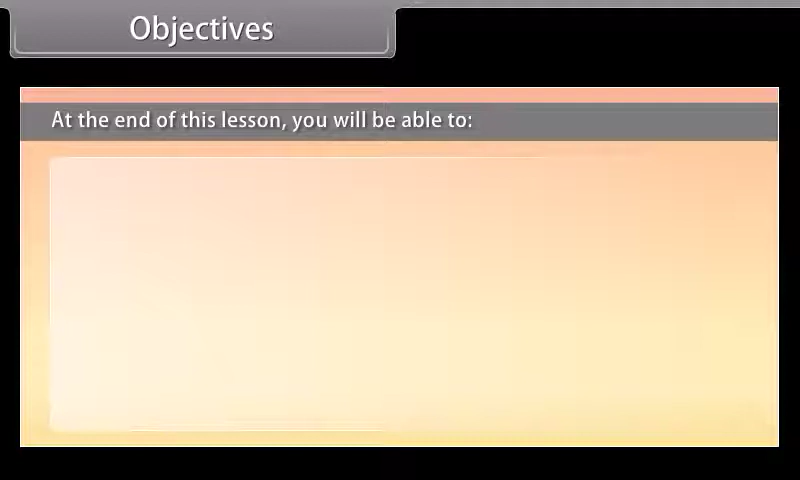 Objectives
At the end of this lesson, you will be able to: